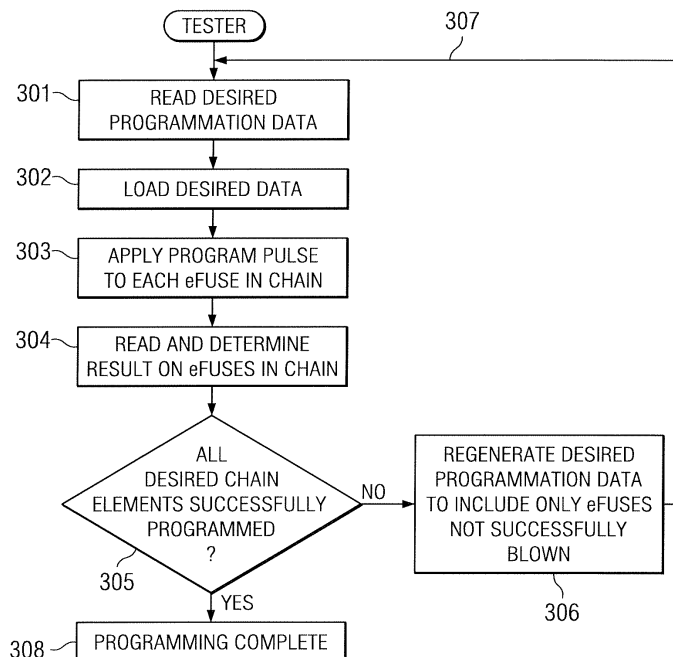 TESTER
307
301
READ DESIRED
PROGRAMMATION DATA
302
LOAD DESIRED DATA
303
APPLY PROGRAM PULSE
TO EACH eFUSE IN CHAIN
304
READ AND DETERMINE
RESULT ON eFUSES IN CHAIN
ALL
DESIRED CHAIN
ELEMENTS SUCCESSFULLY
PROGRAMMED
?
305
NO
REGENERATE DESIRED
PROGRAMMATION DATA
TO INCLUDE ONLY eFUSES
NOT SUCCESSFULLY
BLOWN
306
YES
308
PROGRAMMING COMPLETE